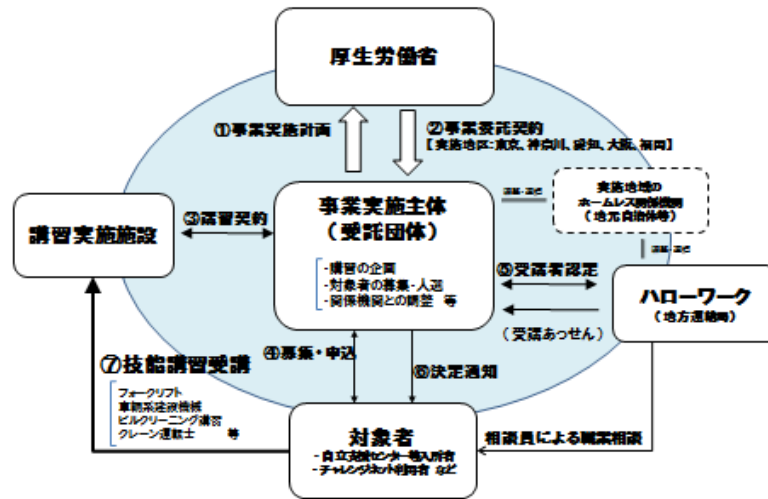 厚生労働省
①事業実施計画
②事業委託契約
[実施地区:東京、神奈川、愛知、大阪、福岡]
実施地域の
ホームレス関係機関
(地元自治体等)
講習実施施設
③講習契約
事業実施主体
(受託団体)
-講習の企画
-対象者の募集・人選
-関係機関との調整 等
⑤受講者認定
(受講あっせん)
ハローワーク
④募集・申込
⑥決定通知
⑦技能講習受講
フォークリフト
車輌系建設機械
ビルクリーニング講習
クレーン運転士 等
対象者
-自立支援センター等入所者
-チャレンジネット利用者 など
相談員による職業相談